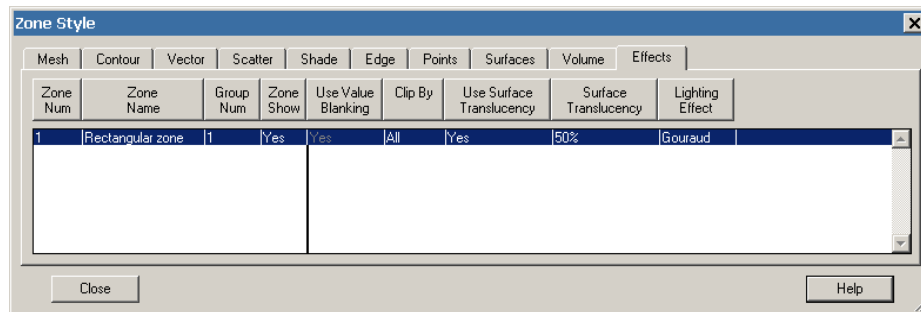 Zone Style
Mesh Contour Vector Scatter Shade Edge Points Surfaces Volume Effects
Zone Num Zone Name Group Num Zone Show Use Value Blanking Clip By Use Surface Translucency Surface Translucency Lighting Effect
1 Rectangular zone 1 Yes Yes All Yes 50% Gouraud
Close Help